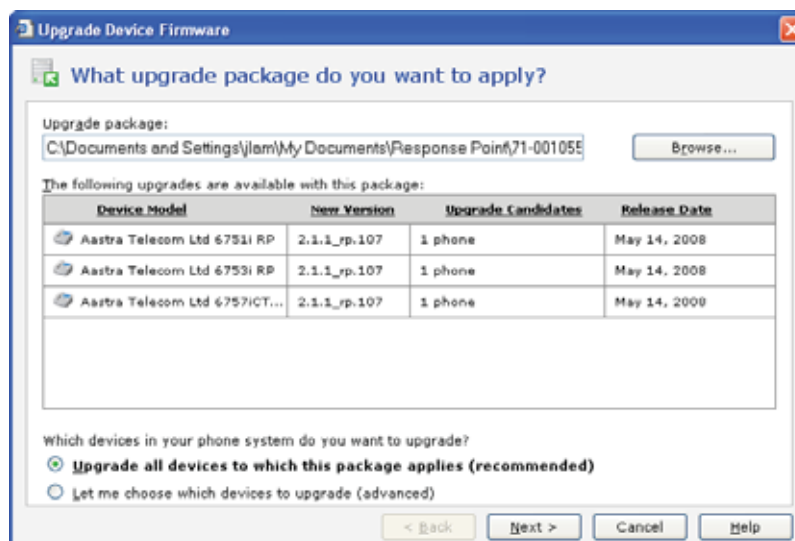 Upgrade Device Firmware
What upgrade package do you want to apply?
Upgrade package:
C:\Documents and Settings\jlam\My Documents\Response Point\71-001055
Browse...
The following upgrades are available with this package:
Device Model New Version Upgrade Candidates Release Date
Aastra Telecom Ltd 6751i RP 2.1.1_rp.107 1 phone May 14, 2008
Aastra Telecom Ltd 6753i RP 2.1.1_rp.107 1 phone May 14, 2008
Aastra Telecom Ltd 6757iCT... 2.1.1_rp.107 1 phone May 14, 2008
Which devices in your phone system do you want to upgrade?
Upgrade all devices to which this package applies (recommended)
Let me choose which devices to upgrade (advanced)
< Back Next > Cancel Help